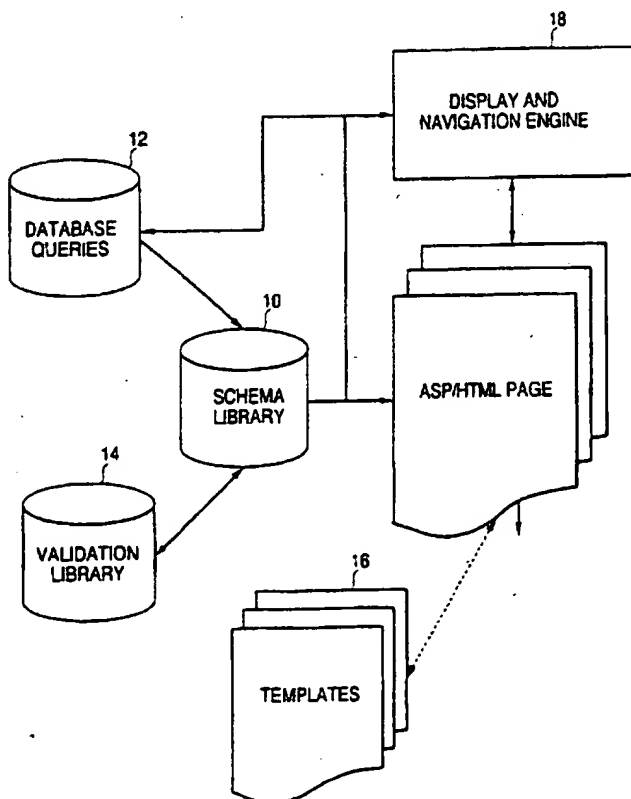 18
DISPLAY AND
NAVIGATION ENGINE
12
DATABASE
QUERIES
10
SCHEMA
LIBRARY
ASP/HTML PAGE
14
VALIDATION
LIBRARY
16
TEMPLATES